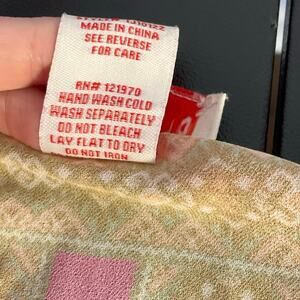 MADE IN CHINA
SEE REVERSE
FOR CARE
RN# 121970
HAND WASH COLD
WASH SEPARATELY
DO NOT BLEACH
LAY FLAT TO DRY
DO NOT IRON